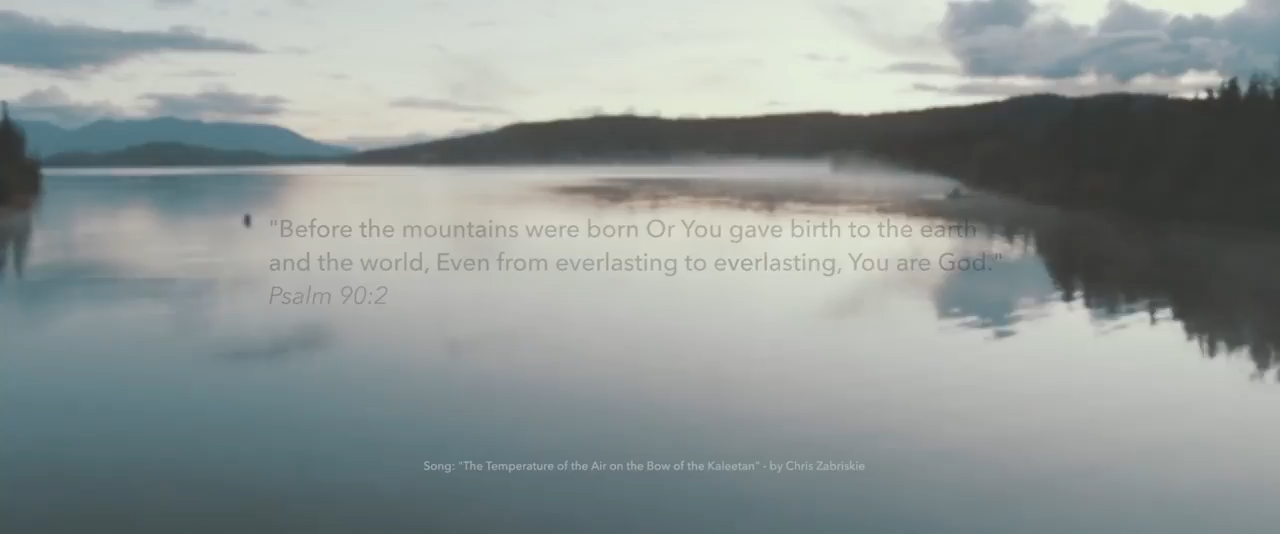 "Before the mountains were born Or You gave birth to the earth
and the world, Even from everlasting to everlasting, You are God."
Psalm 90:2
Song: "The Temperature of the Air on the Bow of the Kaleetan" - by Chris Zabriskie